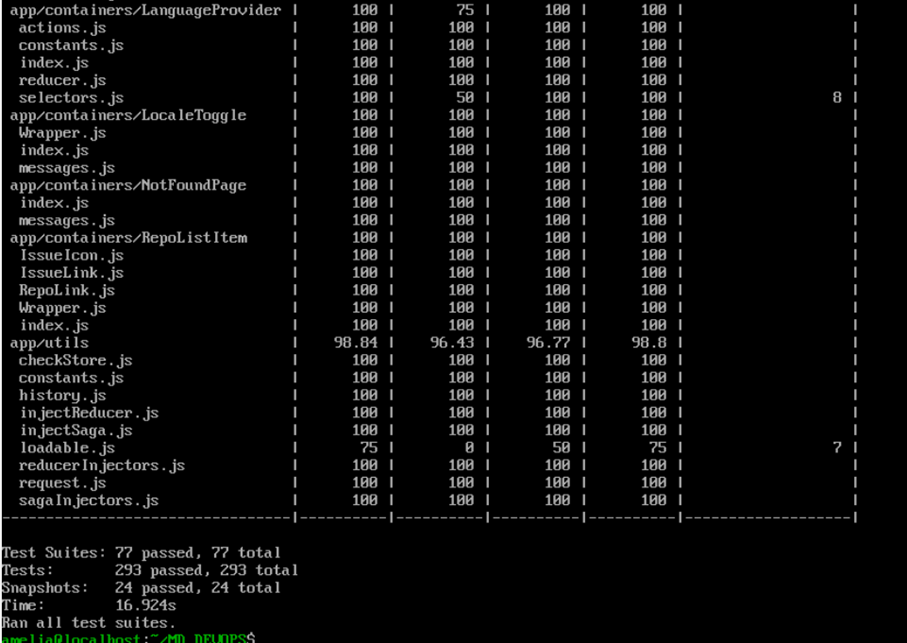 app/containers/LanguageProvider | 100 | 75 | 100 | 100 | |
actions.js | 100 | 100 | 100 | 100 | |
constants.js | 100 | 100 | 100 | 100 | |
index.js | 100 | 100 | 100 | 100 | |
reducer.js | 100 | 100 | 100 | 100 | |
selectors.js | 100 | 50 | 100 | 100 | 8 |
app/containers/LocaleToggle | 100 | 100 | 100 | 100 | |
Wrapper.js | 100 | 100 | 100 | 100 | |
index.js | 100 | 100 | 100 | 100 | |
messages.js | 100 | 100 | 100 | 100 | |
app/containers/NotFoundPage | 100 | 100 | 100 | 100 | |
index.js | 100 | 100 | 100 | 100 | |
messages.js | 100 | 100 | 100 | 100 | |
app/containers/RepoListItem | 100 | 100 | 100 | 100 | |
IssueIcon.js | 100 | 100 | 100 | 100 | |
IssueLink.js | 100 | 100 | 100 | 100 | |
RepoLink.js | 100 | 100 | 100 | 100 | |
Wrapper.js | 100 | 100 | 100 | 100 | |
index.js | 100 | 100 | 100 | 100 | |
app/utils | 98.84 | 96.43 | 96.77 | 98.8 | |
checkStore.js | 100 | 100 | 100 | 100 | |
constants.js | 100 | 100 | 100 | 100 | |
history.js | 100 | 100 | 100 | 100 | |
injectReducer.js | 100 | 100 | 100 | 100 | |
injectSaga.js | 100 | 100 | 100 | 100 | |
loadable.js | 75 | 0 | 50 | 75 | 7 |
reducerInjectors.js | 100 | 100 | 100 | 100 | |
request.js | 100 | 100 | 100 | 100 | |
sagaInjectors.js | 100 | 100 | 100 | 100 | |
---------------------------------|----------|----------|----------|----------|-------------------|
Test Suites: 77 passed, 77 total
Tests: 293 passed, 293 total
Snapshots: 24 passed, 24 total
Time: 16.924s
Ran all test suites.
amelia@localhost:~/MD_DEVOPS$